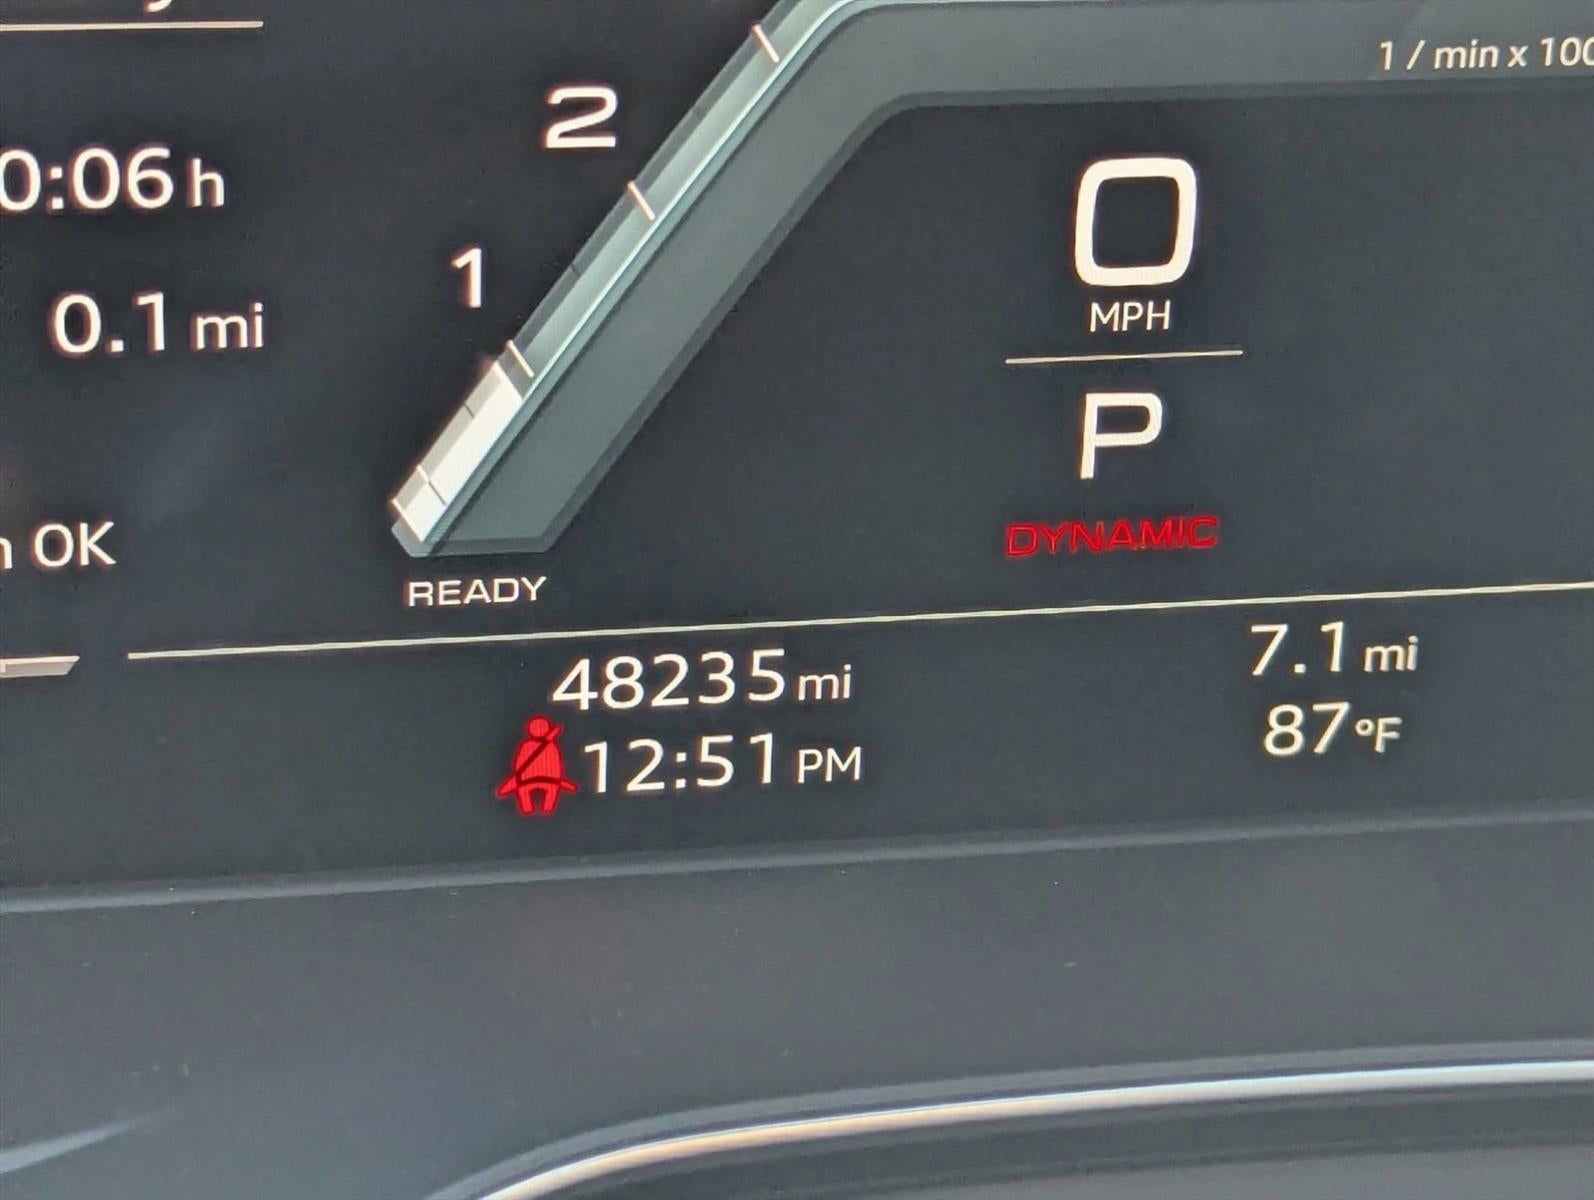 1 / min x 100
2
0:06 h
1
0.1 mi
0
MPH
P
OK
DYNAMIC
READY
48235 mi
7.1 mi
12:51 PM
87 °F